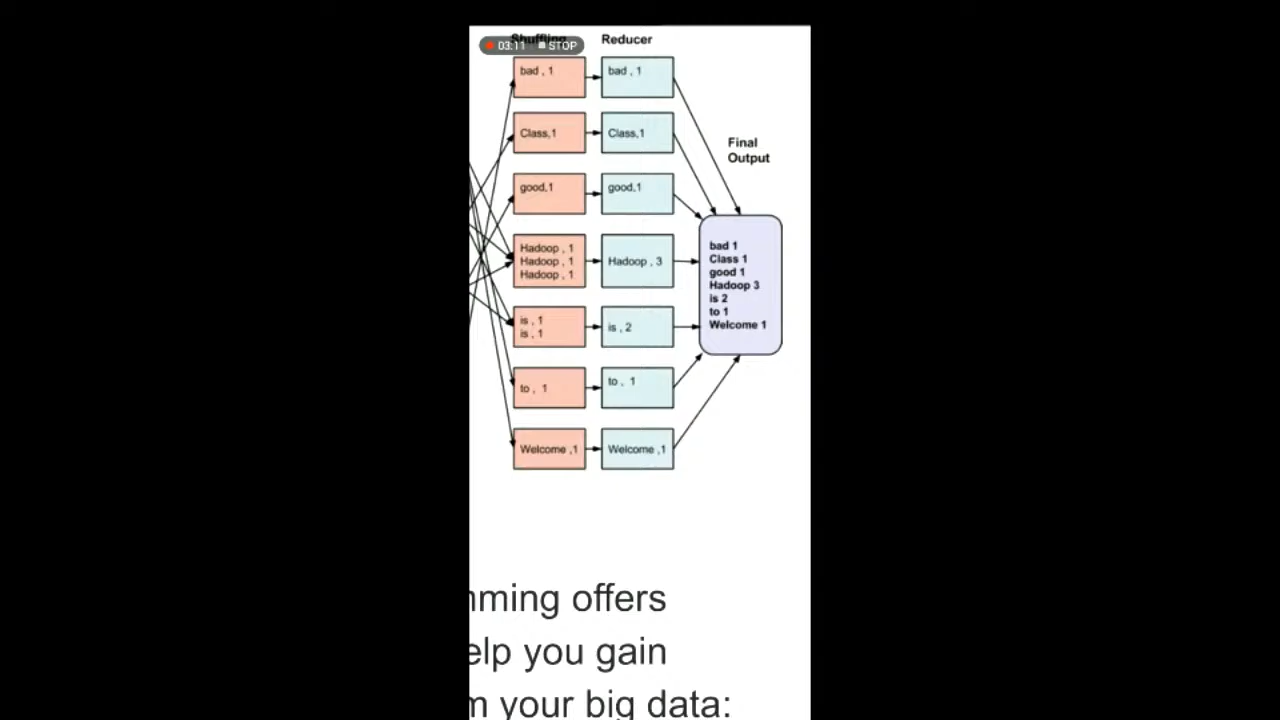 Shuffling
03:11 STOP
Reducer
bad , 1
bad , 1
Class,1
Class,1
Final
Output
good,1
good,1
Hadoop , 1
Hadoop , 1
Hadoop , 1
Hadoop , 3
bad 1
Class 1
good 1
Hadoop 3
is 2
to 1
Welcome 1
is , 1
is , 1
is , 2
to , 1
to , 1
Welcome ,1
Welcome ,1
mming offers
elp you gain
m your big data: